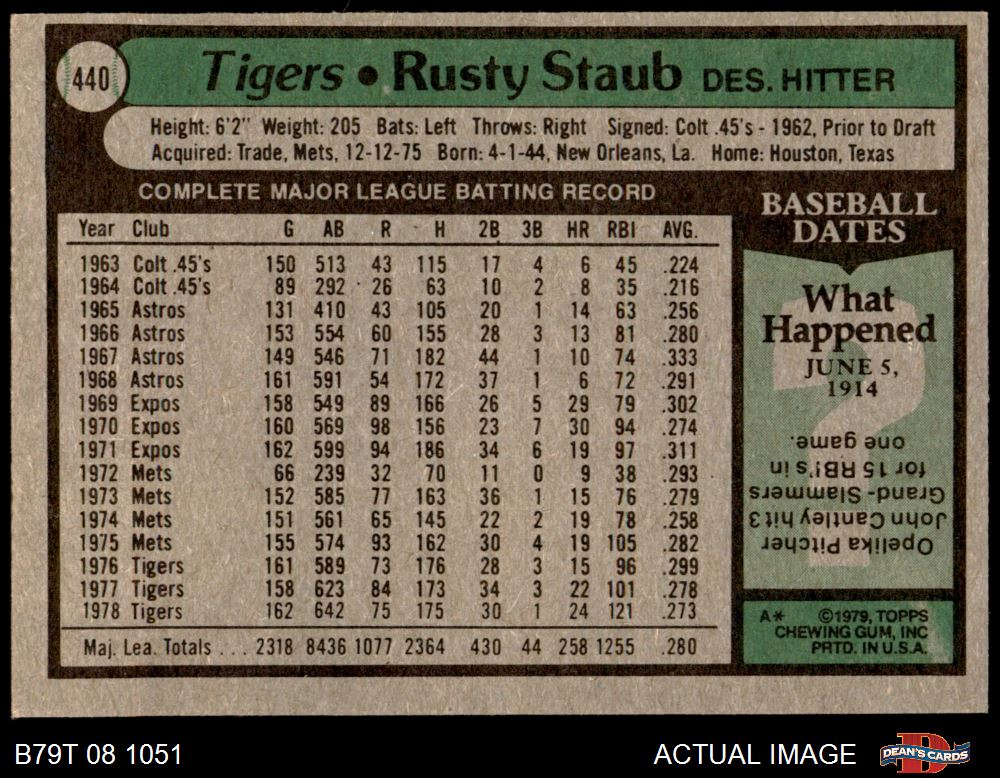 440
Tigers • Rusty Staub DES. HITTER
Height: 6'2" Weight: 205 Bats: Left Throws: Right Signed: Colt .45's - 1962, Prior to Draft
Acquired: Trade, Mets, 12-12-75 Born: 4-1-44, New Orleans, La. Home: Houston, Texas
COMPLETE MAJOR LEAGUE BATTING RECORD
Year Club G AB R H 2B 3B HR RBI AVG.
1963 Colt .45's 150 513 43 115 17 4 6 45 .224
1964 Colt .45's 89 292 26 63 10 2 8 35 .216
1965 Astros 131 410 43 105 20 1 14 63 .256
1966 Astros 153 554 60 155 28 3 13 81 .280
1967 Astros 149 546 71 182 44 1 10 74 .333
1968 Astros 161 591 54 172 37 1 6 72 .291
1969 Expos 158 549 89 166 26 5 29 79 .302
1970 Expos 160 569 98 156 23 7 30 94 .274
1971 Expos 162 599 94 186 34 6 19 97 .311
1972 Mets 66 239 32 70 11 0 9 38 .293
1973 Mets 152 585 77 163 36 1 15 76 .279
1974 Mets 151 561 65 145 22 2 19 78 .258
1975 Mets 155 574 93 162 30 4 19 105 .282
1976 Tigers 161 589 73 176 28 3 15 96 .299
1977 Tigers 158 623 84 173 34 3 22 101 .278
1978 Tigers 162 642 75 175 30 1 24 121 .273
Maj. Lea. Totals . . . 2318 8436 1077 2364 430 44 258 1255 .280
BASEBALL
DATES
What
Happened
JUNE 5,
1914
?
Opelika Pitcher
John Cantley hit 3
Grand-Slammers
for 15 RBI's in
one game.
A* ©1979, TOPPS
CHEWING GUM, INC
PRTD. IN U.S.A.
B79T 08 1051
ACTUAL IMAGE
DEAN'S CARDS